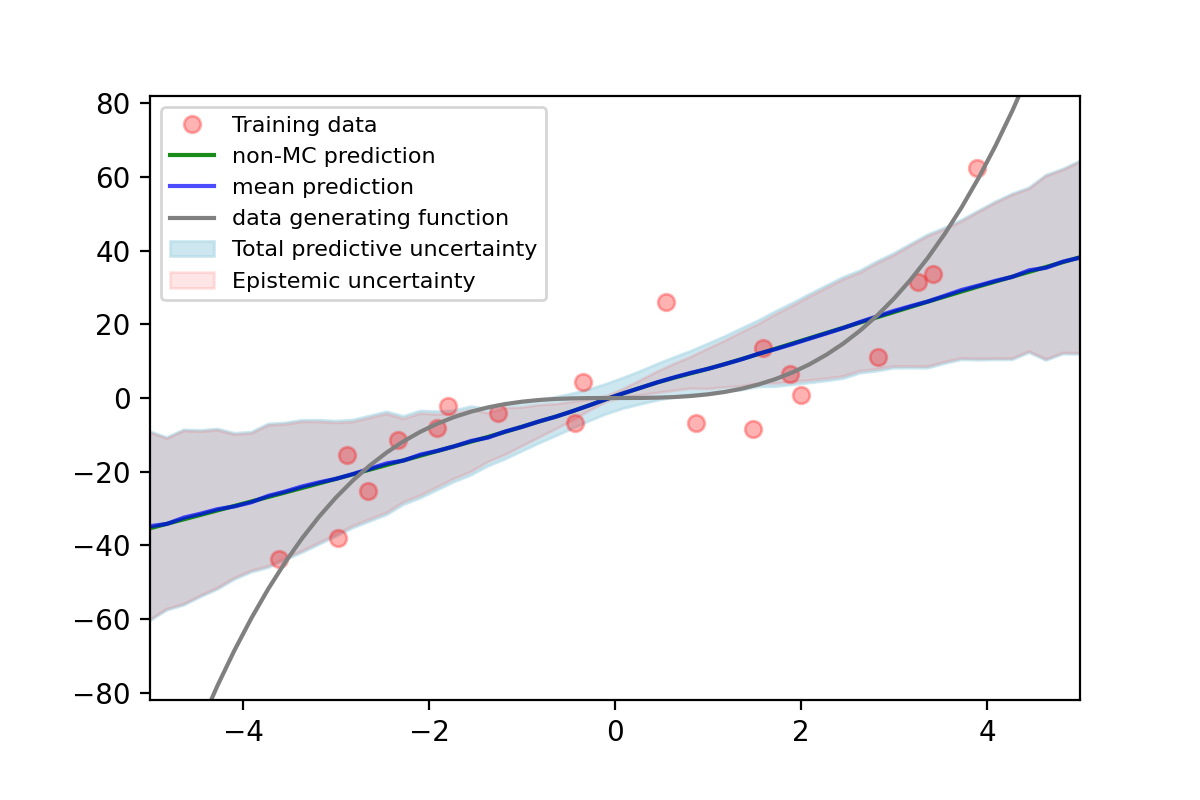 80
60
40
20
0
−20
−40
−60
−80
Training data
non-MC prediction
mean prediction
data generating function
Total predictive uncertainty
Epistemic uncertainty
−4 −2 0 2 4